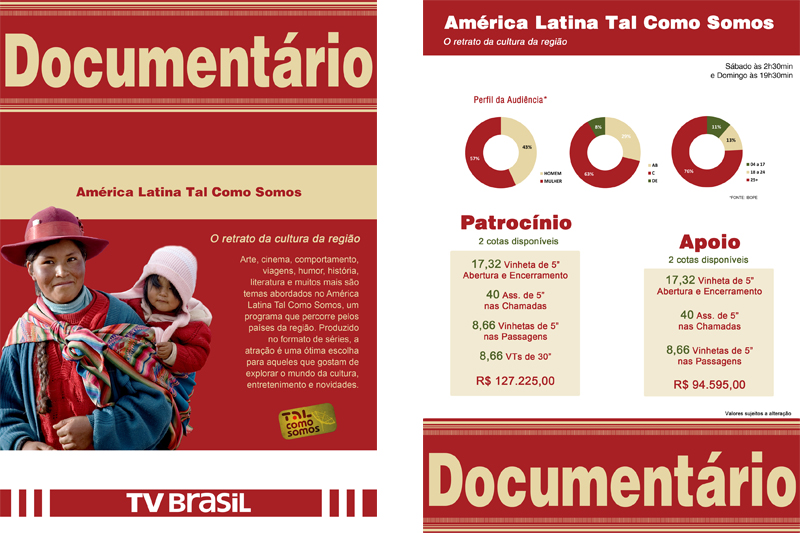 Documentário
América Latina Tal Como Somos
O retrato da cultura da região
Arte, cinema, comportamento,
viagens, humor, história,
literatura e muitos mais são
temas abordados no América
Latina Tal Como Somos, um
programa que percorre pelos
países da região. Produzido
no formato de séries, a
atração é uma ótima escolha
para aqueles que gostam de
explorar o mundo da cultura,
entretenimento e novidades.
TAL
COMO
SOMOS
TV BRASIL
América Latina Tal Como Somos
O retrato da cultura da região
Sábado às 2h30min
e Domingo às 19h30min
Perfil da Audiência*
57%
43%
HOMEM
MULHER
8%
29%
63%
AB
C
DE
11%
13%
76%
04 a 17
18 a 24
25+
*FONTE: IBOPE
Patrocínio
2 cotas disponíveis
17,32 Vinheta de 5"
Abertura e Encerramento
40 Ass. de 5"
nas Chamadas
8,66 Vinhetas de 5"
nas Passagens
8,66 VTs de 30"
R$ 127.225,00
Apoio
2 cotas disponíveis
17,32 Vinheta de 5"
Abertura e Encerramento
40 Ass. de 5"
nas Chamadas
8,66 Vinhetas de 5"
nas Passagens
R$ 94.595,00
Valores sujeitos a alteração
Documentário